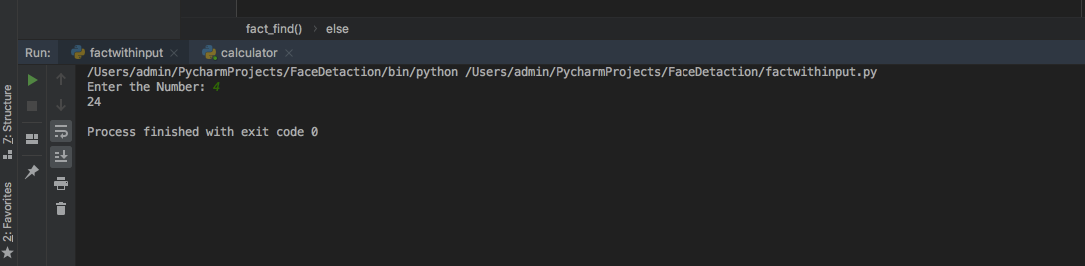 fact_find() › else
Run: factwithinput × calculator ×
/Users/admin/PycharmProjects/FaceDetaction/bin/python /Users/admin/PycharmProjects/FaceDetaction/factwithinput.py
Enter the Number: 4
24
Process finished with exit code 0
7: Structure
2: Favorites